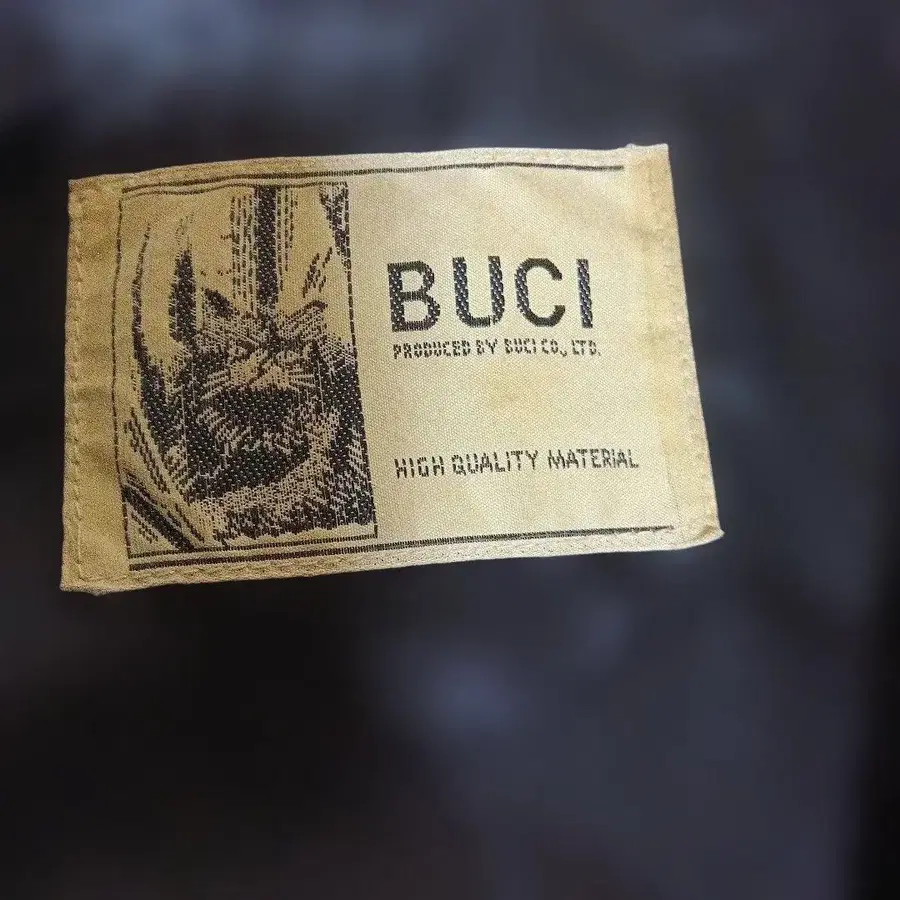 BUCI
PRODUCED BY BUCI CO., LTD.
HIGH QUALITY MATERIAL